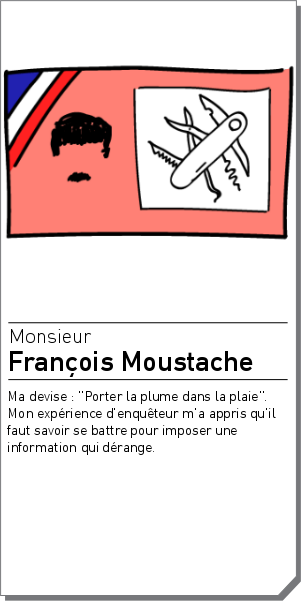 Monsieur
François Moustache
Ma devise : "Porter la plume dans la plaie".
Mon expérience d'enquêteur m'a appris qu'il
faut savoir se battre pour imposer une
information qui dérange.